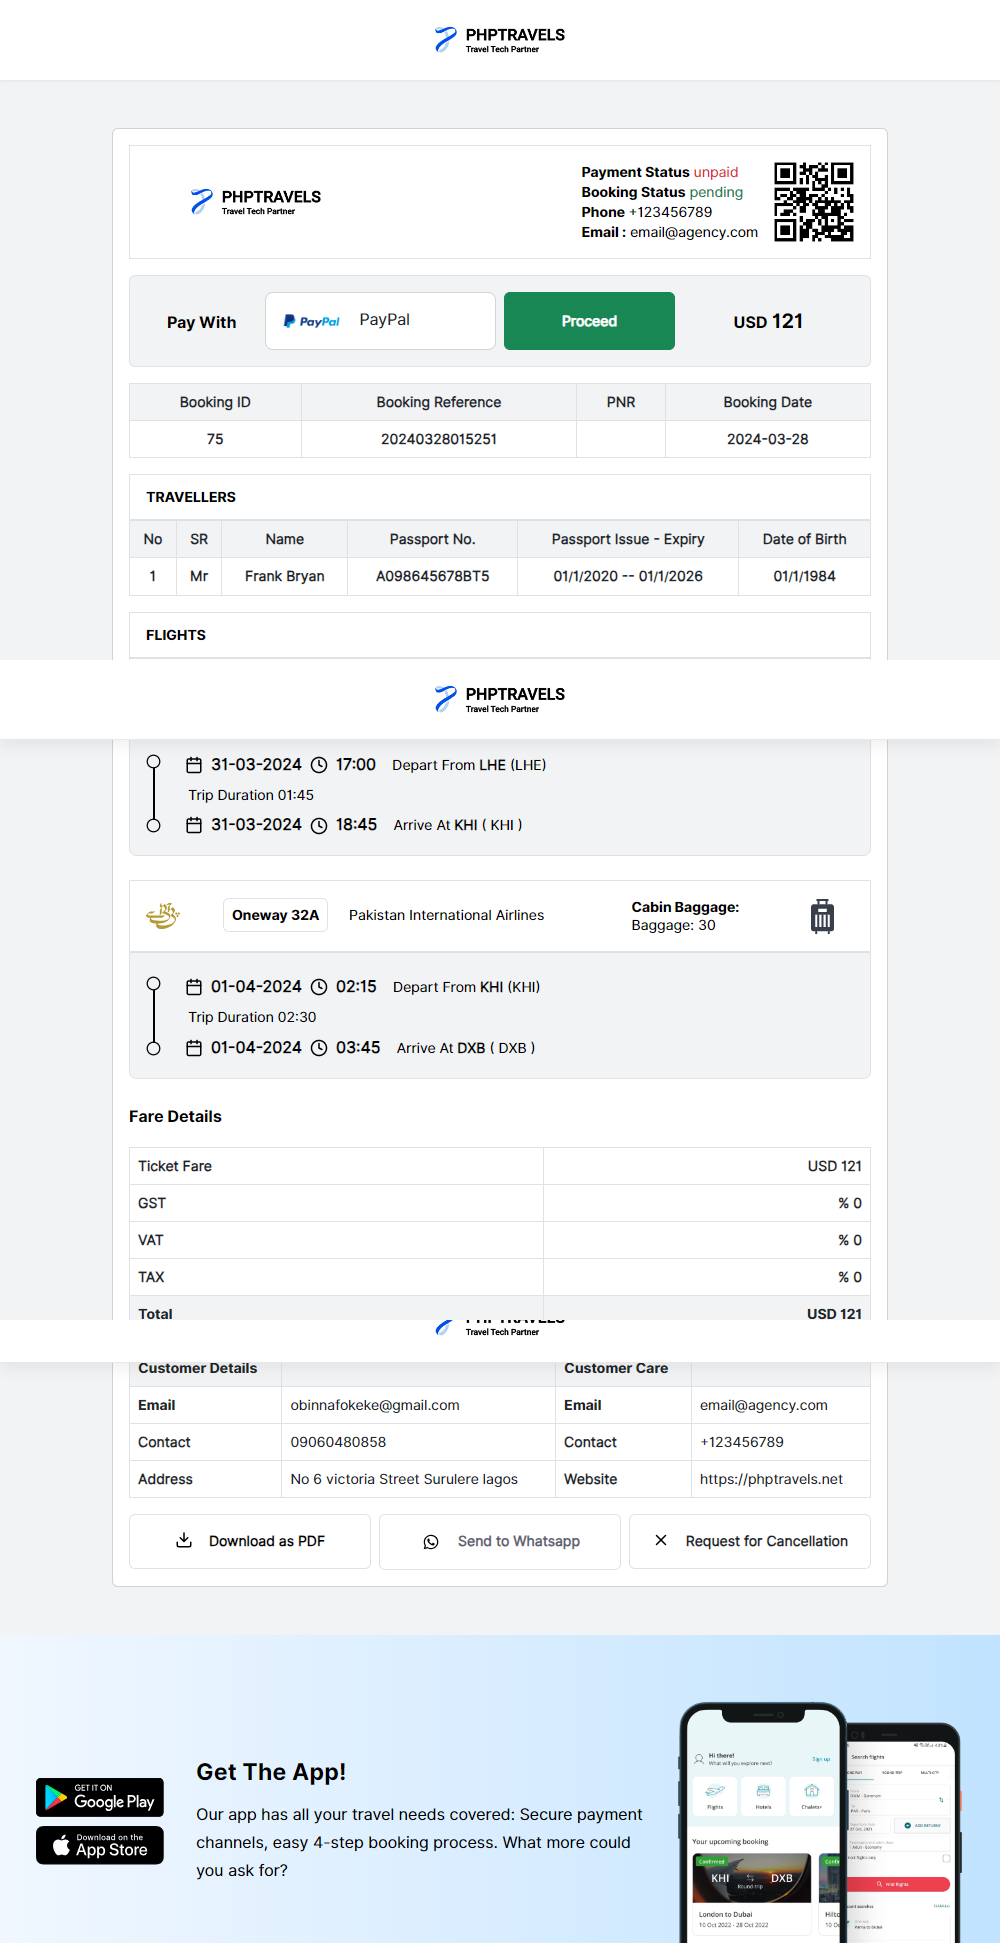 PHPTRAVELS
Travel Tech Partner
PHPTRAVELS
Travel Tech Partner
Payment Status unpaid
Booking Status pending
Phone +123456789
Email : email@agency.com
Pay With PayPal PayPal Proceed USD 121
Booking ID Booking Reference PNR Booking Date
75 20240328015251 2024-03-28
TRAVELLERS
No SR Name Passport No. Passport Issue - Expiry Date of Birth
1 Mr Frank Bryan A098645678BT5 01/1/2020 -- 01/1/2026 01/1/1984
FLIGHTS
PHPTRAVELS
Travel Tech Partner
31-03-2024 17:00 Depart From LHE (LHE)
Trip Duration 01:45
31-03-2024 18:45 Arrive At KHI ( KHI )
Oneway 32A Pakistan International Airlines
Cabin Baggage:
Baggage: 30
01-04-2024 02:15 Depart From KHI (KHI)
Trip Duration 02:30
01-04-2024 03:45 Arrive At DXB ( DXB )
Fare Details
Ticket Fare USD 121
GST % 0
VAT % 0
TAX % 0
Total USD 121
PHPTRAVELS
Travel Tech Partner
Customer Details Customer Care
Email obinnafokeke@gmail.com Email email@agency.com
Contact 09060480858 Contact +123456789
Address No 6 victoria Street Surulere lagos Website https://phptravels.net
Download as PDF Send to Whatsapp Request for Cancellation
Get The App!
Our app has all your travel needs covered: Secure payment
channels, easy 4-step booking process. What more could
you ask for?
GET IT ON
Google Play
Download on the
App Store
Hi there!
What will you explore next?
Sign up
Flights Hotels Chalets+
Your upcoming booking
Confirmed
KHI DXB
Round trip
London to Dubai
10 Oct 2022 - 28 Oct 2022
Search flights
ROUND TRIP MULTI-CITY
ADD RETURN
Find flights